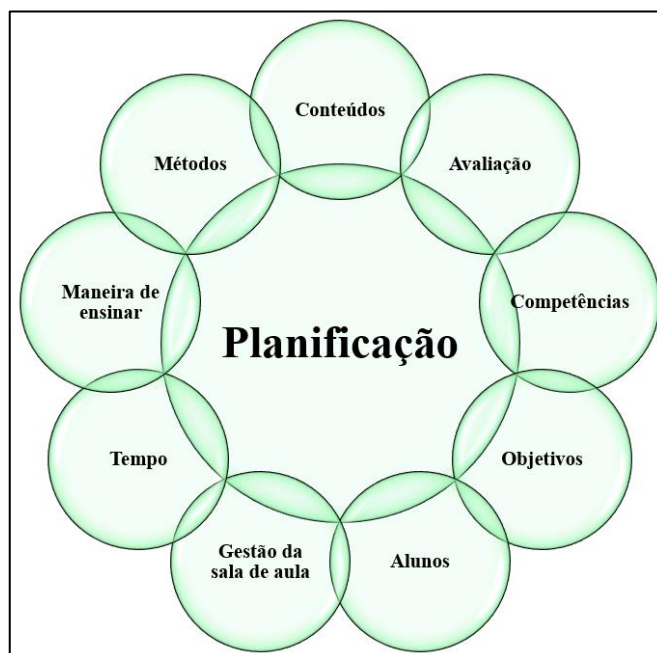 Conteúdos
Avaliação
Competências
Objetivos
Alunos
Gestão da
sala de aula
Tempo
Maneira de
ensinar
Métodos
Planificação